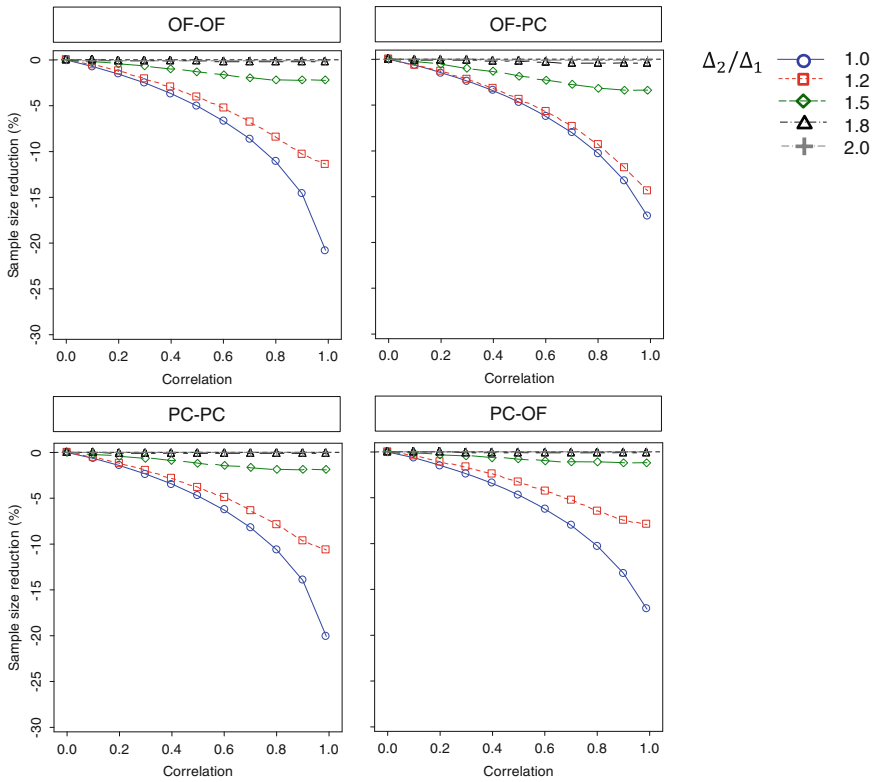 OF-OF
OF-PC
Δ2/Δ1
1.0
1.2
1.5
1.8
2.0
Sample size reduction (%)
0
-5
-10
-15
-20
-25
-30
0.0 0.2 0.4 0.6 0.8 1.0
Correlation
0.0 0.2 0.4 0.6 0.8 1.0
Correlation
PC-PC
PC-OF
Sample size reduction (%)
0
-5
-10
-15
-20
-25
-30
0.0 0.2 0.4 0.6 0.8 1.0
Correlation
0.0 0.2 0.4 0.6 0.8 1.0
Correlation